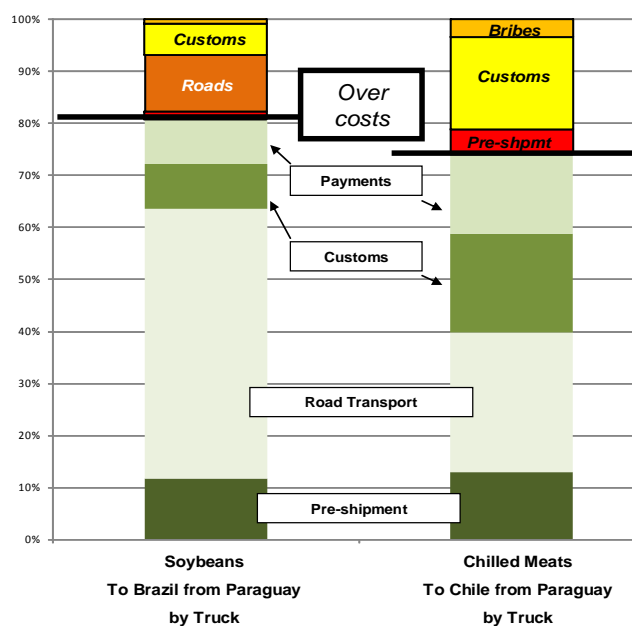 100%
90%
80%
70%
60%
50%
40%
30%
20%
10%
0%
Customs
Roads
Over
costs
Bribes
Customs
Pre-shpmt
Payments
Customs
Road Transport
Pre-shipment
Soybeans
To Brazil from Paraguay
by Truck
Chilled Meats
To Chile from Paraguay
by Truck